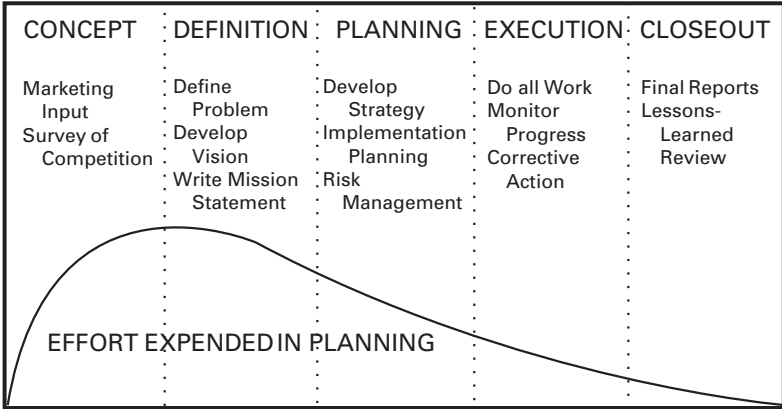 CONCEPT
Marketing
Input
Survey of
Competition
DEFINITION
Define
Problem
Develop
Vision
Write Mission
Statement
PLANNING
Develop
Strategy
Implementation
Planning
Risk
Management
EXECUTION
Do all Work
Monitor
Progress
Corrective
Action
CLOSEOUT
Final Reports
Lessons-
Learned
Review
EFFORT EXPENDED IN PLANNING